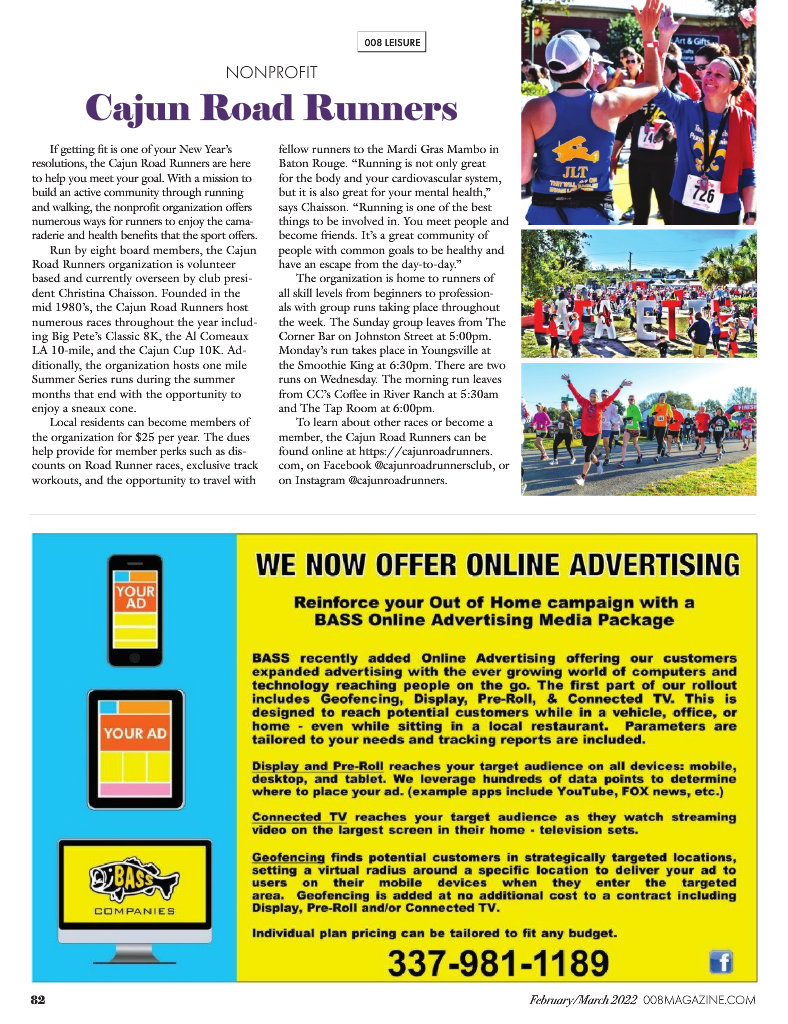 008 LEISURE
NONPROFIT
Cajun Road Runners
If getting fit is one of your New Year's
resolutions, the Cajun Road Runners are here
to help you meet your goal. With a mission to
build an active community through running
and walking, the nonprofit organization offers
numerous ways for runners to enjoy the cama-
raderie and health benefits that the sport offers.
Run by eight board members, the Cajun
Road Runners organization is volunteer
based and currently overseen by club presi-
dent Christina Chaisson. Founded in the
mid 1980's, the Cajun Road Runners host
numerous races throughout the year includ-
ing Big Pete's Classic 8K, the Al Comeaux
LA 10-mile, and the Cajun Cup 10K. Ad-
ditionally, the organization hosts one mile
Summer Series runs during the summer
months that end with the opportunity to
enjoy a sneaux cone.
Local residents can become members of
the organization for $25 per year. The dues
help provide for member perks such as dis-
counts on Road Runner races, exclusive track
workouts, and the opportunity to travel with
fellow runners to the Mardi Gras Mambo in
Baton Rouge. “Running is not only great
for the body and your cardiovascular system,
but it is also great for your mental health,”
says Chaisson. “Running is one of the best
things to be involved in. You meet people and
become friends. It's a great community of
people with common goals to be healthy and
have an escape from the day-to-day.”
The organization is home to runners of
all skill levels from beginners to profession-
als with group runs taking place throughout
the week. The Sunday group leaves from The
Corner Bar on Johnston Street at 5:00pm.
Monday's run takes place in Youngsville at
the Smoothie King at 6:30pm. There are two
runs on Wednesday. The morning run leaves
from CC's Coffee in River Ranch at 5:30am
and The Tap Room at 6:00pm.
To learn about other races or become a
member, the Cajun Road Runners can be
found online at https://cajunroadrunners.
com, on Facebook @cajunroadrunnersclub, or
on Instagram @cajunroadrunners.
Art & Gifts
JLT
746
726
LAFAYETTE
FINISH
YOUR
AD
YOUR AD
BASS
COMPANIES
WE NOW OFFER ONLINE ADVERTISING
Reinforce your Out of Home campaign with a
BASS Online Advertising Media Package
BASS recently added Online Advertising offering our customers
expanded advertising with the ever growing world of computers and
technology reaching people on the go. The first part of our rollout
includes Geofencing, Display, Pre-Roll, & Connected TV. This is
designed to reach potential customers while in a vehicle, office, or
home - even while sitting in a local restaurant. Parameters are
tailored to your needs and tracking reports are included.
Display and Pre-Roll reaches your target audience on all devices: mobile,
desktop, and tablet. We leverage hundreds of data points to determine
where to place your ad. (example apps include YouTube, FOX news, etc.)
Connected TV reaches your target audience as they watch streaming
video on the largest screen in their home - television sets.
Geofencing finds potential customers in strategically targeted locations,
setting a virtual radius around a specific location to deliver your ad to
users on their mobile devices when they enter the targeted
area. Geofencing is added at no additional cost to a contract including
Display, Pre-Roll and/or Connected TV.
Individual plan pricing can be tailored to fit any budget.
337-981-1189
f
82
February/March 2022 008MAGAZINE.COM